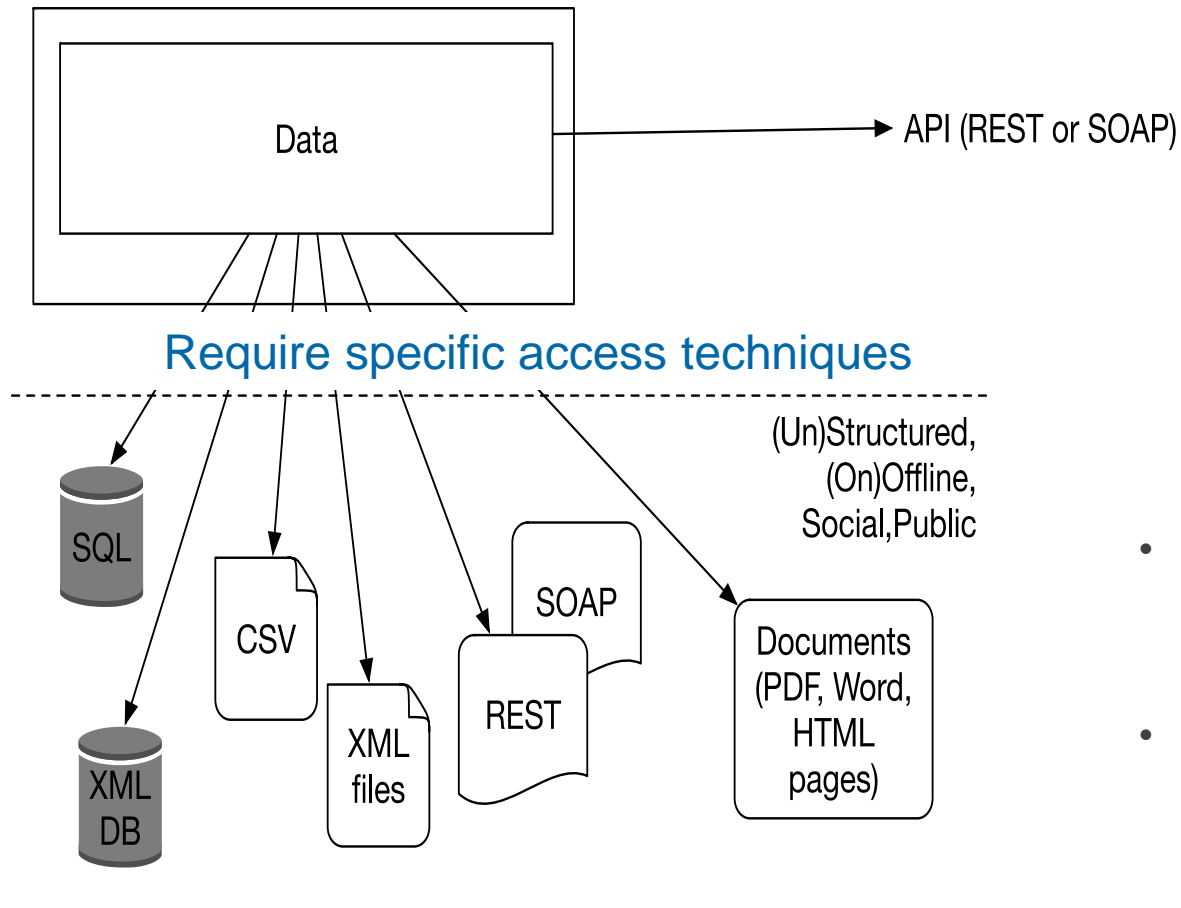 Data
API (REST or SOAP)
Require specific access techniques
(Un)Structured,
(On)Offline,
Social,Public
SQL
CSV
SOAP
REST
Documents
(PDF, Word,
HTML
pages)
XML
files
XML
DB
•
•